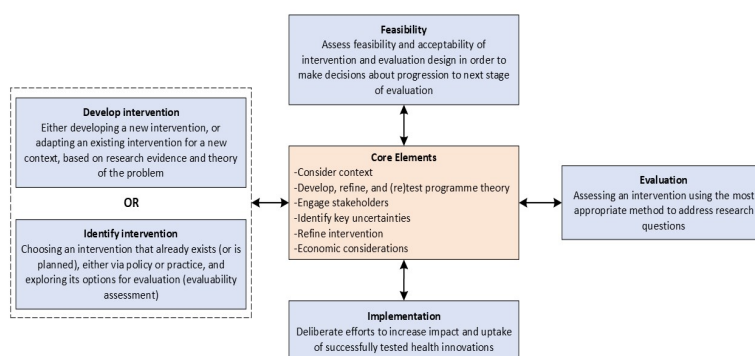 Feasibility
Assess feasibility and acceptability of
intervention and evaluation design in order to
make decisions about progression to next stage
of evaluation
Develop intervention
Either developing a new intervention, or
adapting an existing intervention for a new
context, based on research evidence and theory
of the problem
OR
Identify intervention
Choosing an intervention that already exists (or is
planned), either via policy or practice, and
exploring its options for evaluation (evaluability
assessment)
Core Elements
-Consider context
-Develop, refine, and (re)test programme theory
-Engage stakeholders
-Identify key uncertainties
-Refine intervention
-Economic considerations
Evaluation
Assessing an intervention using the most
appropriate method to address research
questions
Implementation
Deliberate efforts to increase impact and uptake
of successfully tested health innovations